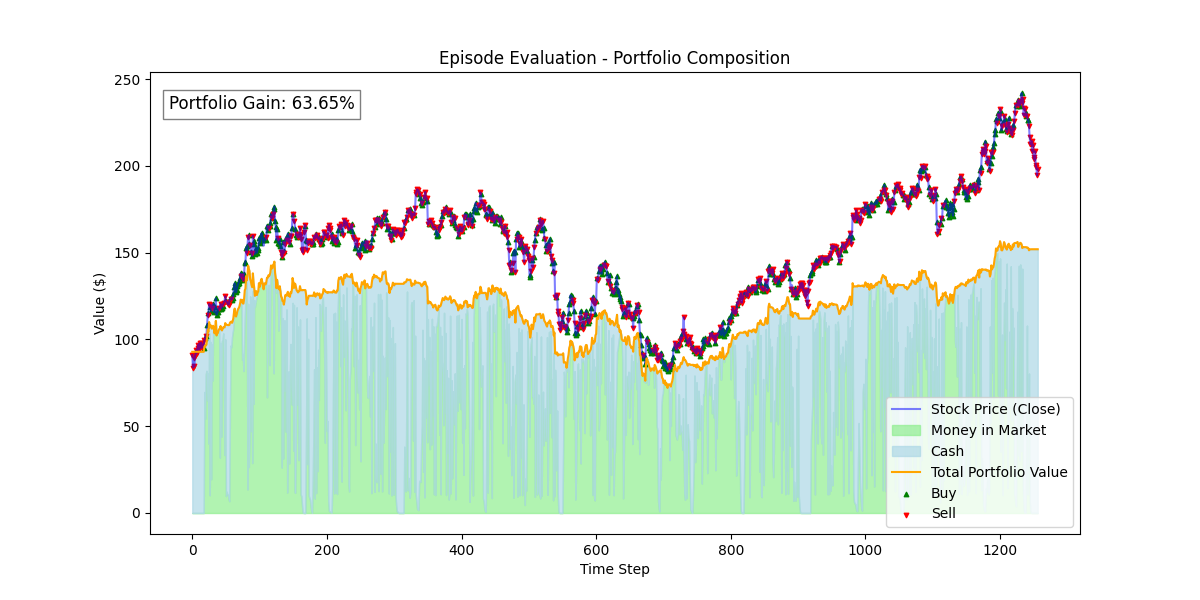 Episode Evaluation - Portfolio Composition
Portfolio Gain: 63.65%
250
200
150
100
50
0
Value ($)
0
200
400
600
800
1000
1200
Time Step
Stock Price (Close)
Money in Market
Cash
Total Portfolio Value
Buy
Sell